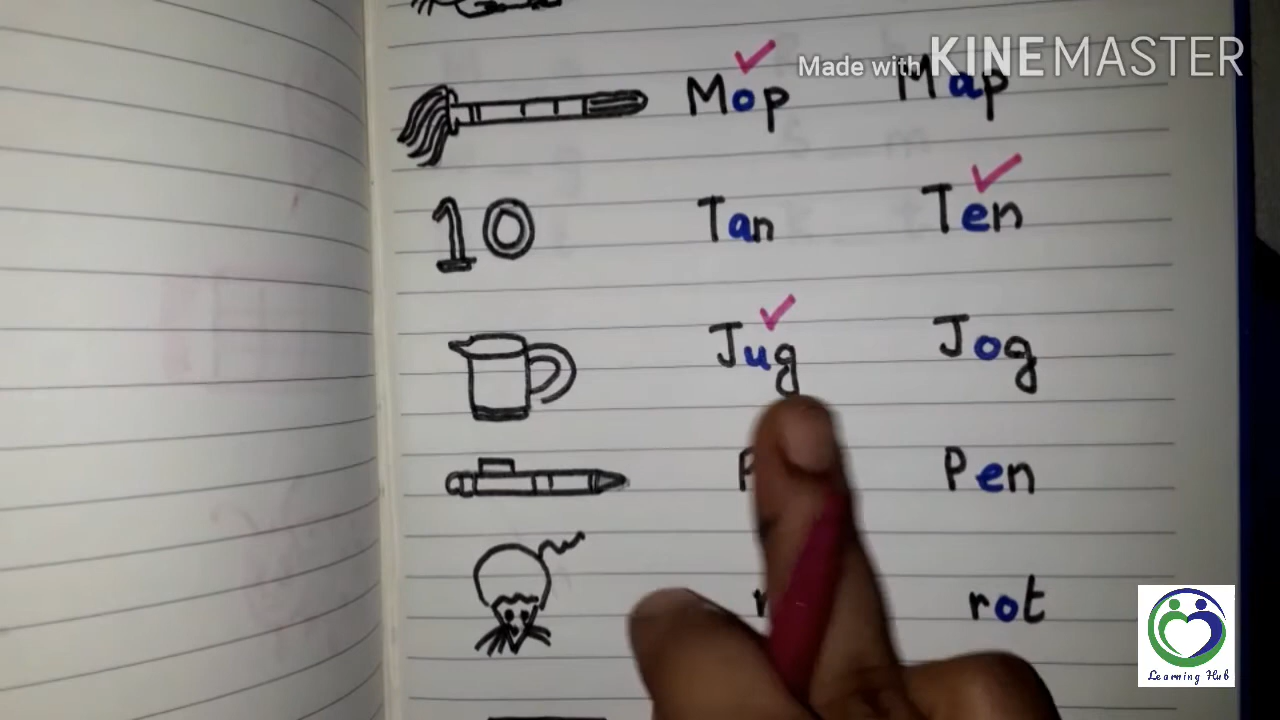 Made with KINEMASTER
Mop Map
10 Tan Ten
Jug Jog
P Pen
r rot
Learning Hub